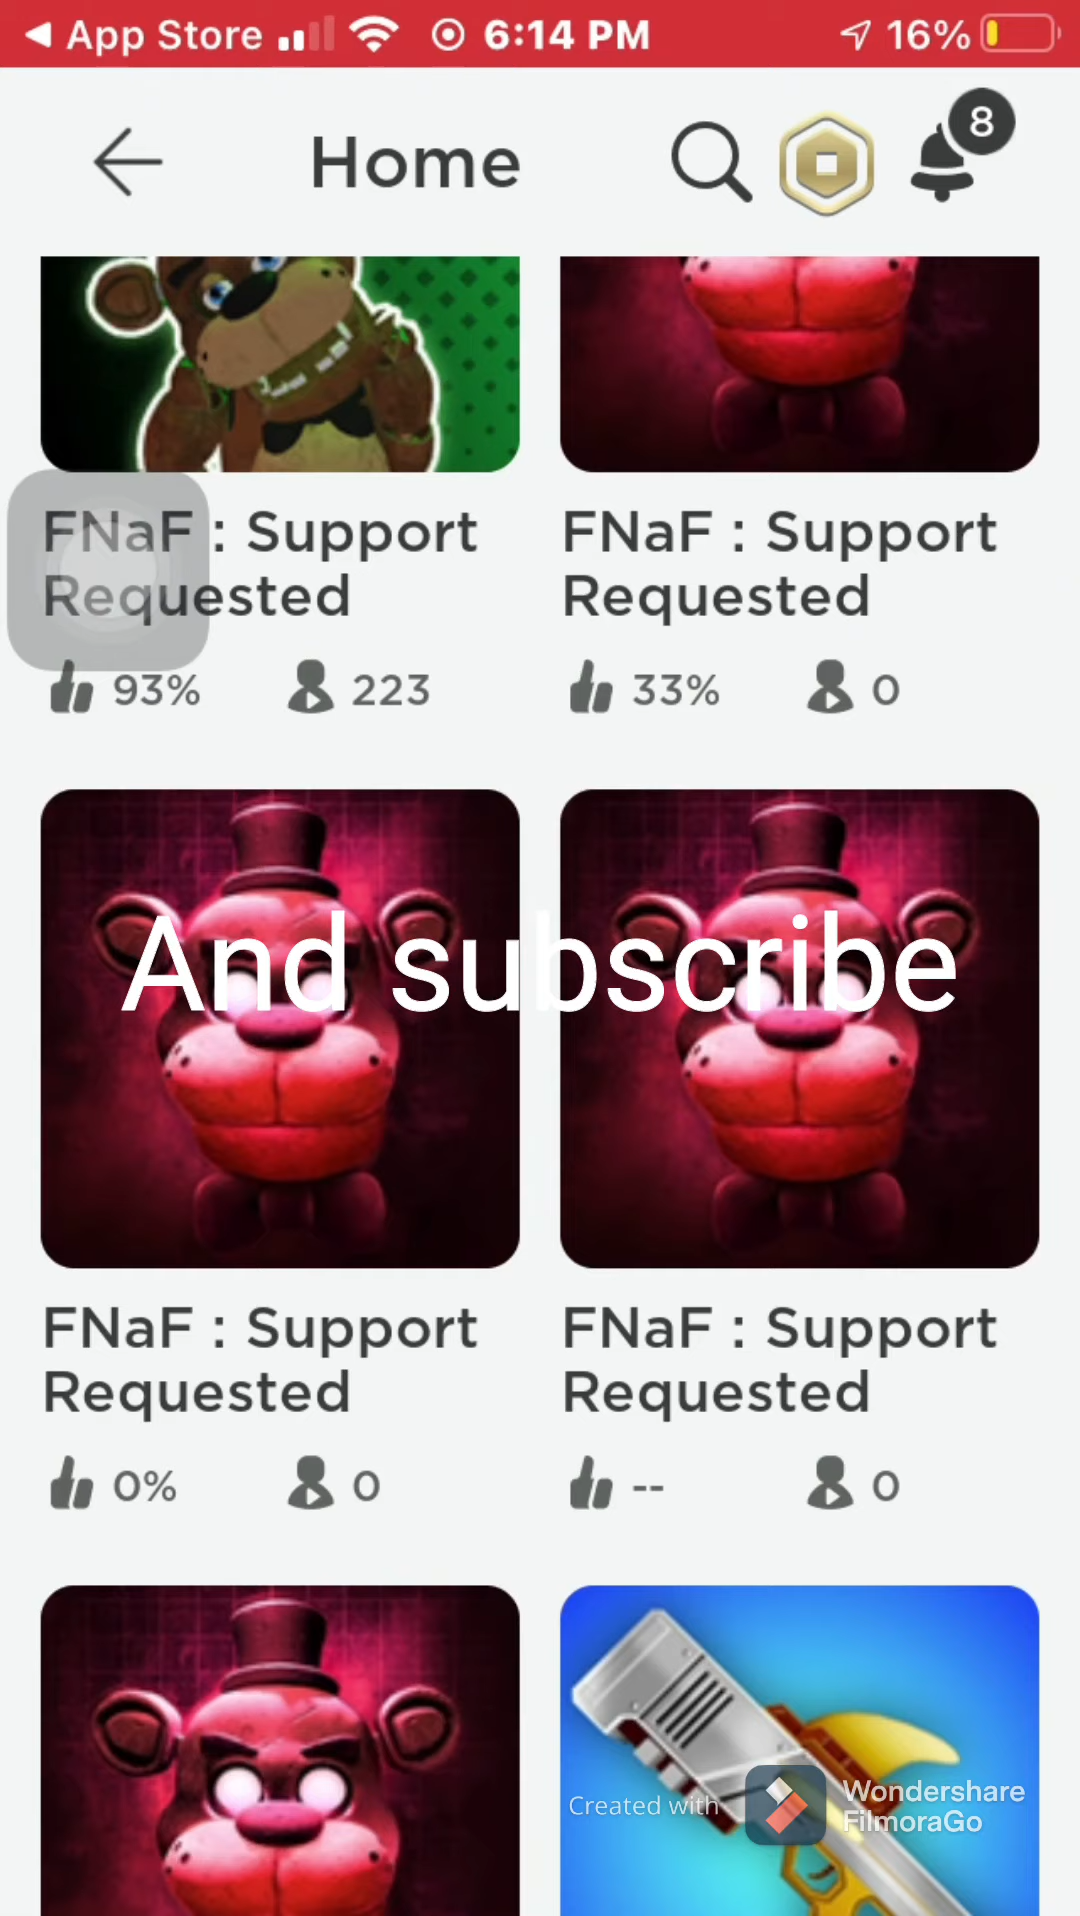 App Store 6:14 PM 16%
Home 8
FNaF : Support Requested
FNaF : Support Requested
93% 223
33% 0
And subscribe
FNaF : Support Requested
FNaF : Support Requested
0% 0
-- 0
Created with Wondershare FilmoraGo